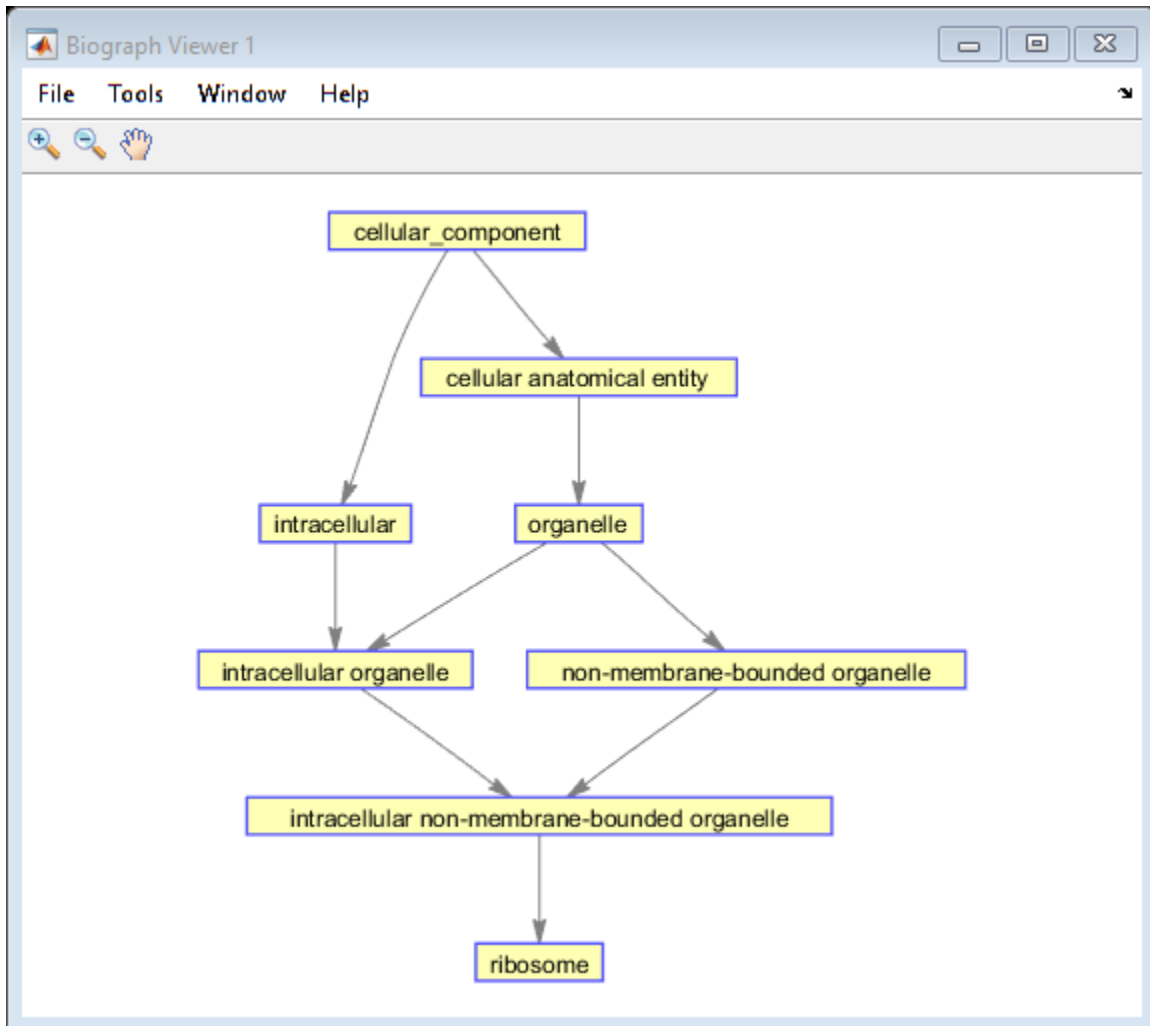 Biograph Viewer 1
File Tools Window Help
cellular_component
cellular anatomical entity
intracellular organelle
intracellular organelle non-membrane-bounded organelle
intracellular non-membrane-bounded organelle
ribosome